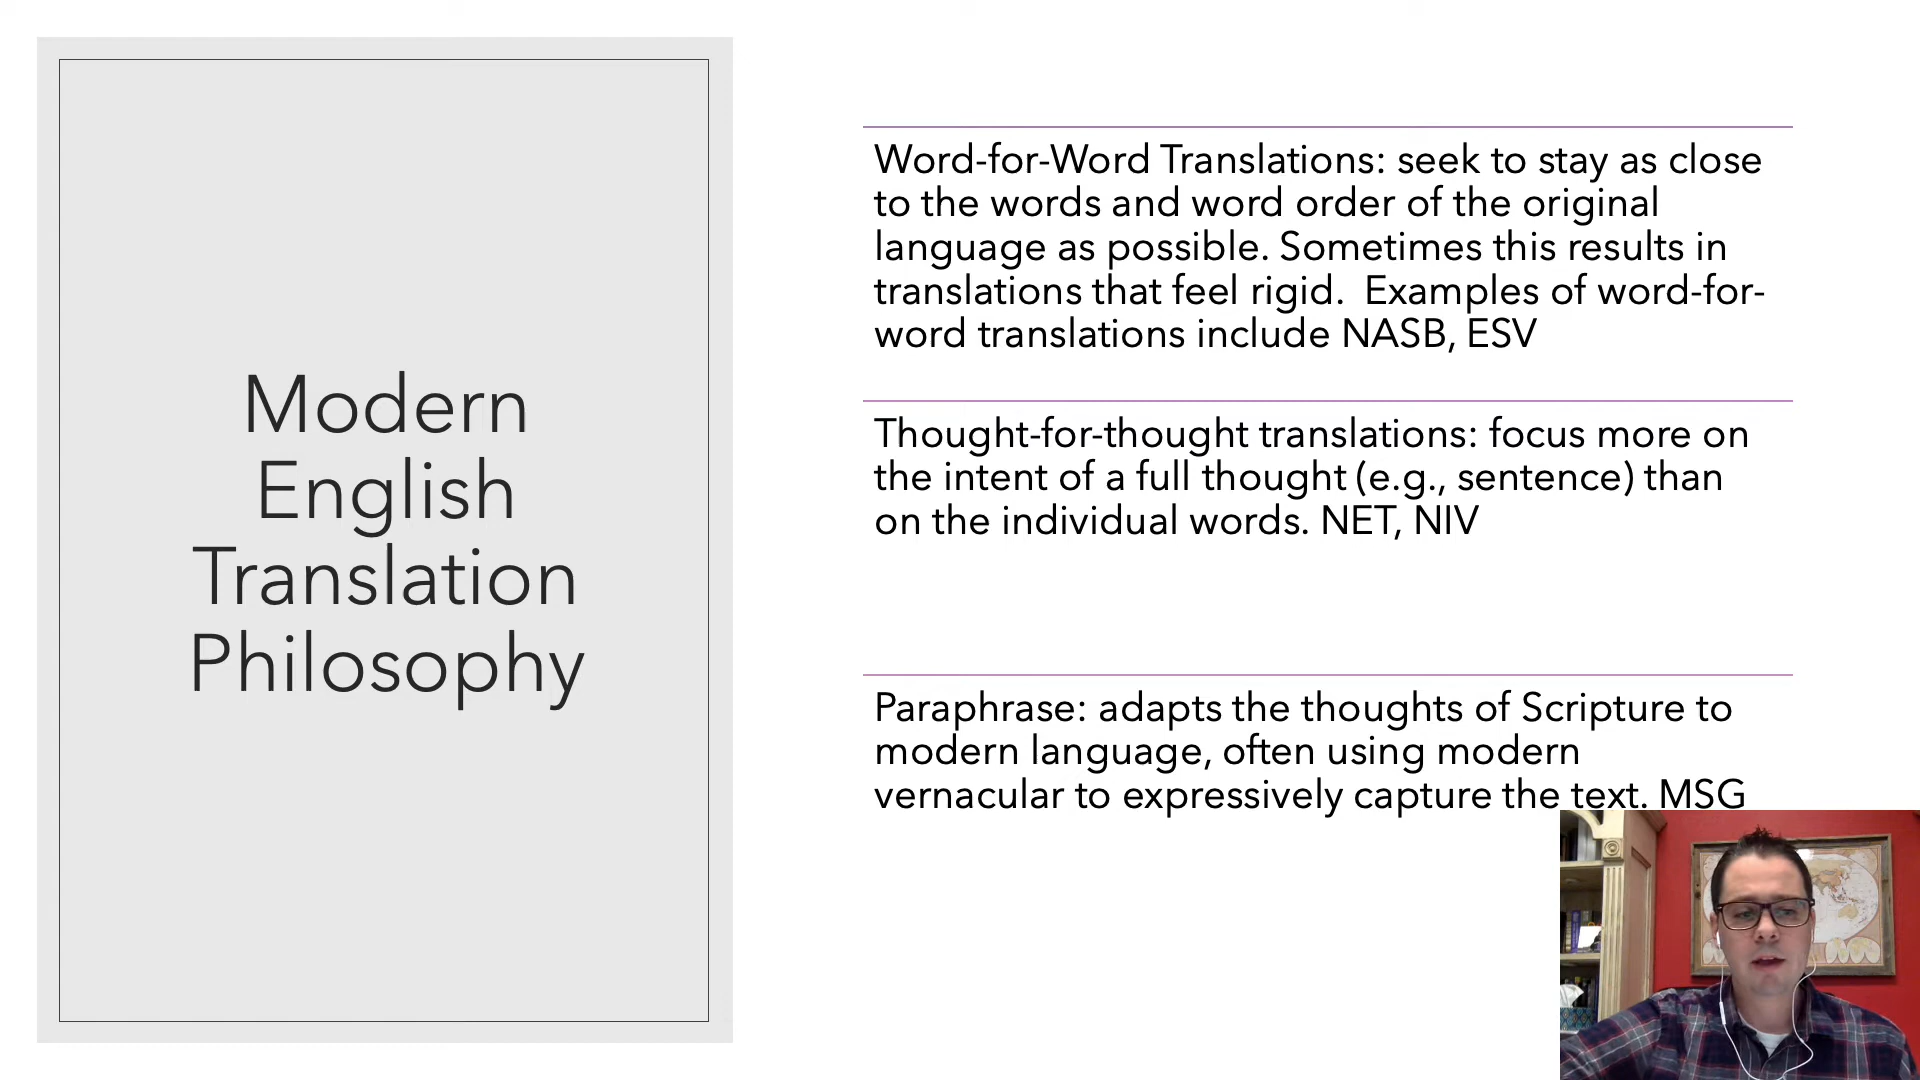 Modern
English
Translation
Philosophy
Word-for-Word Translations: seek to stay as close
to the words and word order of the original
language as possible. Sometimes this results in
translations that feel rigid.  Examples of word-for-
word translations include NASB, ESV
Thought-for-thought translations: focus more on
the intent of a full thought (e.g., sentence) than
on the individual words. NET, NIV
Paraphrase: adapts the thoughts of Scripture to
modern language, often using modern
vernacular to expressively capture the text. MSG